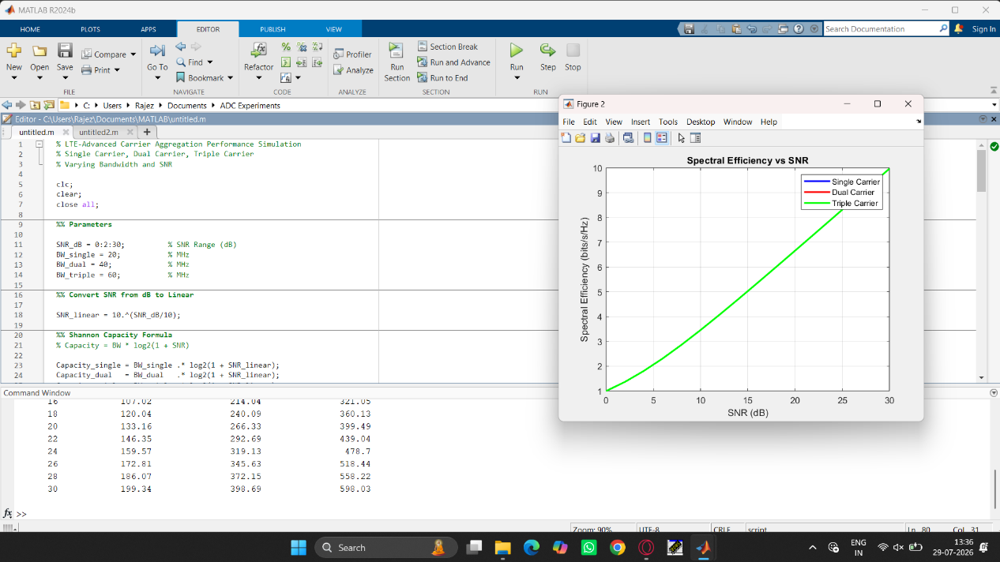 MATLAB R2024b
HOME PLOTS APPS EDITOR PUBLISH VIEW Search Documentation Sign In
New Open Save Compare Print Go To Find Bookmark Refactor Profiler Analyze Run Section Section Break Run and Advance Run to End Run Step Stop
FILE NAVIGATE CODE ANALYZE SECTION RUN
C: Users Rajez Documents ADC Experiments
Editor - C:\Users\Rajez\Documents\MATLAB\untitled.m
untitled.m untitled2.m
1 % LTE-Advanced Carrier Aggregation Performance Simulation
2 % Single Carrier, Dual Carrier, Triple Carrier
3 % Varying Bandwidth and SNR
4
5 clc;
6 clear;
7 close all;
8
9 %% Parameters
10
11 SNR_dB = 0:2:30; % SNR Range (dB)
12 BW_single = 20; % MHz
13 BW_dual = 40; % MHz
14 BW_triple = 60; % MHz
15
16 %% Convert SNR from dB to Linear
17
18 SNR_linear = 10.^(SNR_dB/10);
19
20 %% Shannon Capacity Formula
21 % Capacity = BW * log2(1 + SNR)
22
23 Capacity_single = BW_single .* log2(1 + SNR_linear);
24 Capacity_dual = BW_dual .* log2(1 + SNR_linear);
Figure 2
File Edit View Insert Tools Desktop Window Help
Spectral Efficiency vs SNR
Single Carrier
Dual Carrier
Triple Carrier
Spectral Efficiency (bits/s/Hz)
10
9
8
7
6
5
4
3
2
1
0 5 10 15 20 25 30
SNR (dB)
Command Window
16 107.02 214.04 321.05
18 120.04 240.09 360.13
20 133.16 266.33 399.49
22 146.35 292.69 439.04
24 159.57 319.13 478.7
26 172.81 345.63 518.44
28 186.07 372.15 558.22
30 199.34 398.69 598.03
fx >>
Zoom: 90% UTF-8 CRLF script Ln 80 Col 31
Search
ENG
IN
13:36
29-07-2026